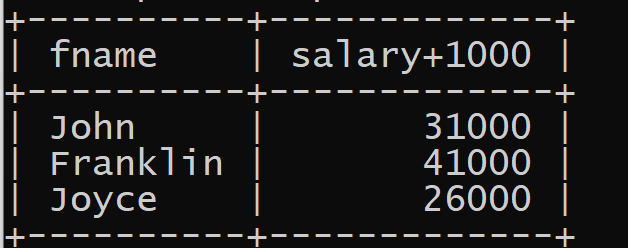 +----------+-------------+
| fname    | salary+1000 |
+----------+-------------+
| John     |       31000 |
| Franklin |       41000 |
| Joyce    |       26000 |
+----------+-------------+